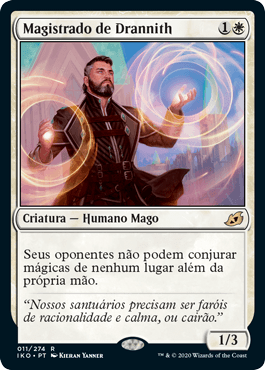 Magistrado de Drannith 1
Criatura — Humano Mago
Seus oponentes não podem conjurar
mágicas de nenhum lugar além da
própria mão.
“Nossos santuários precisam ser faróis
de racionalidade e calma, ou cairão.”
1/3
011/274 R
IKO • PT KIERAN YANNER
™ & © 2020 Wizards of the Coast